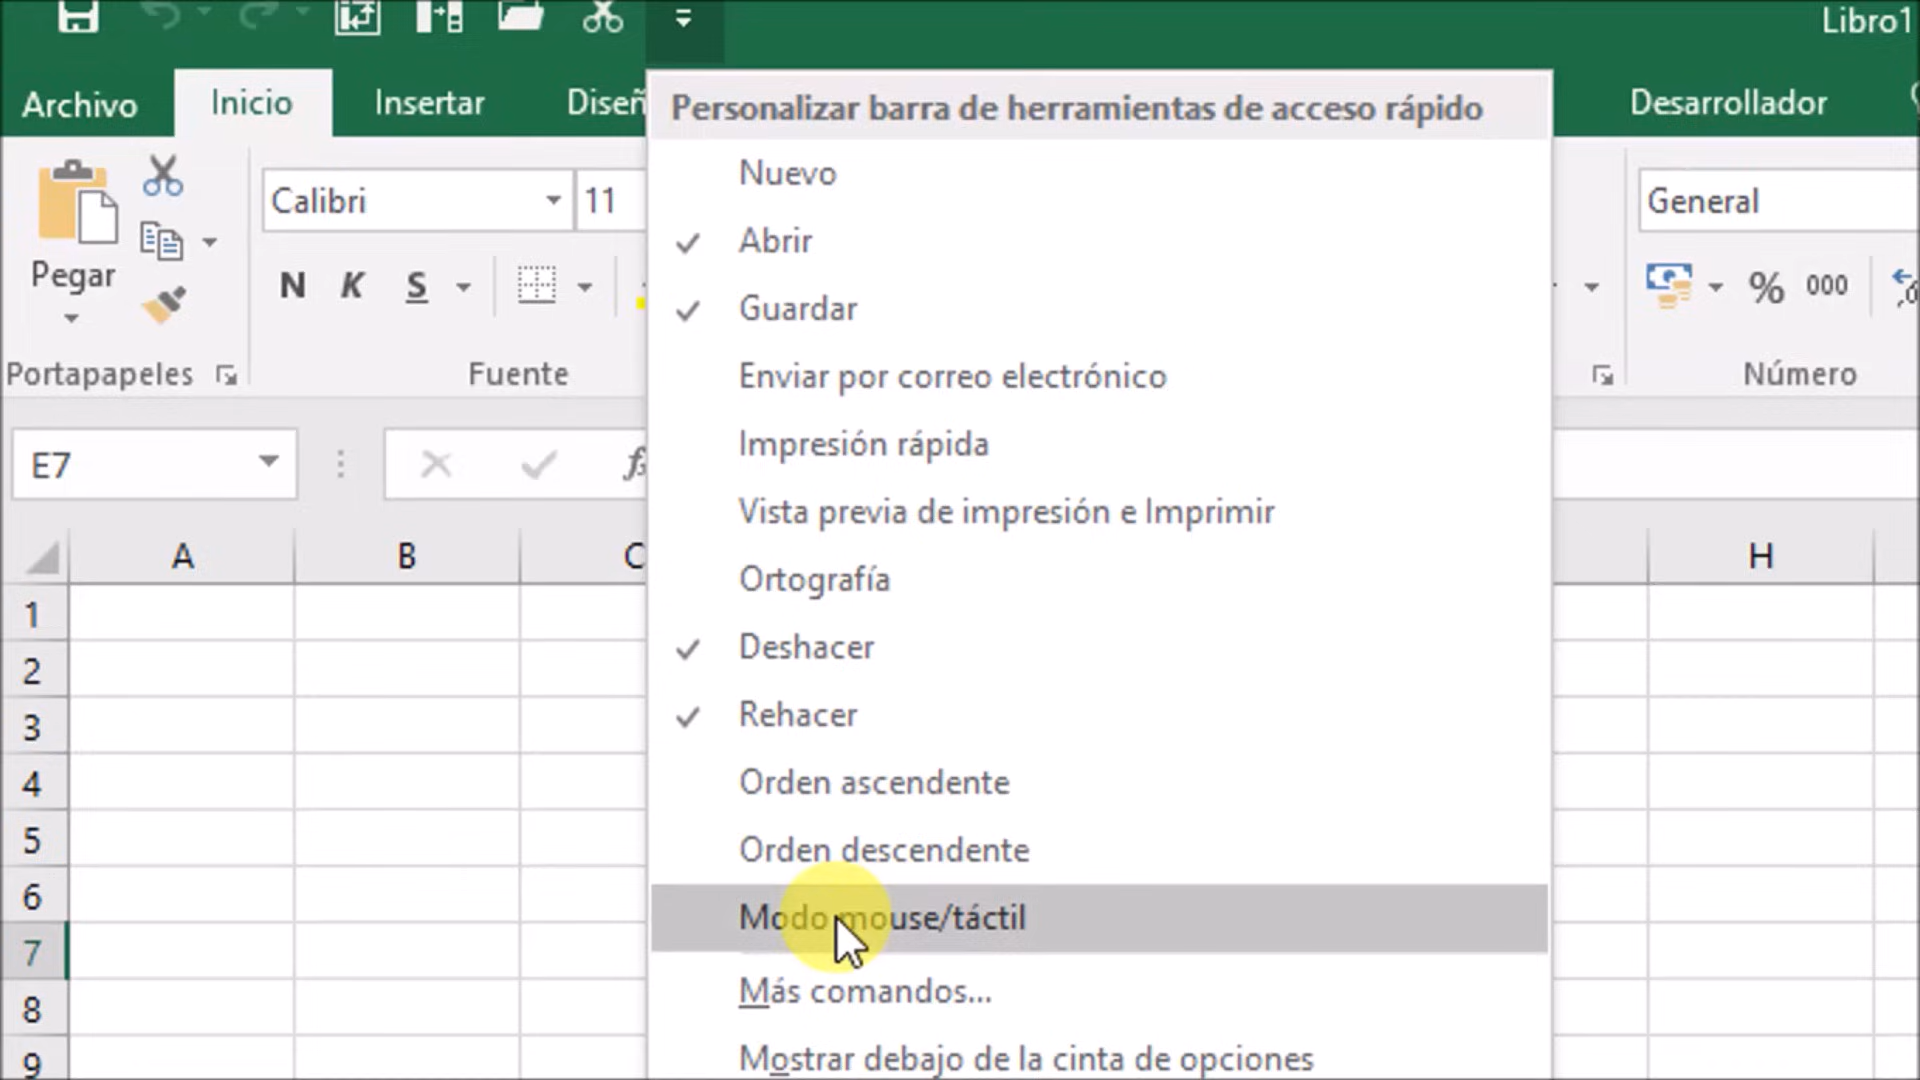 Libro1
Archivo Inicio Insertar Diseñ Desarrollador
Personalizar barra de herramientas de acceso rápido
Nuevo
Abrir
Guardar
Enviar por correo electrónico
Impresión rápida
Vista previa de impresión e Imprimir
Ortografía
Deshacer
Rehacer
Orden ascendente
Orden descendente
Modo mouse/táctil
Más comandos...
Mostrar debajo de la cinta de opciones
Calibri 11
General
Pegar
N K S
% 000
Portapapeles Fuente Número
E7
fx
A B C H
1
2
3
4
5
6
7
8
9